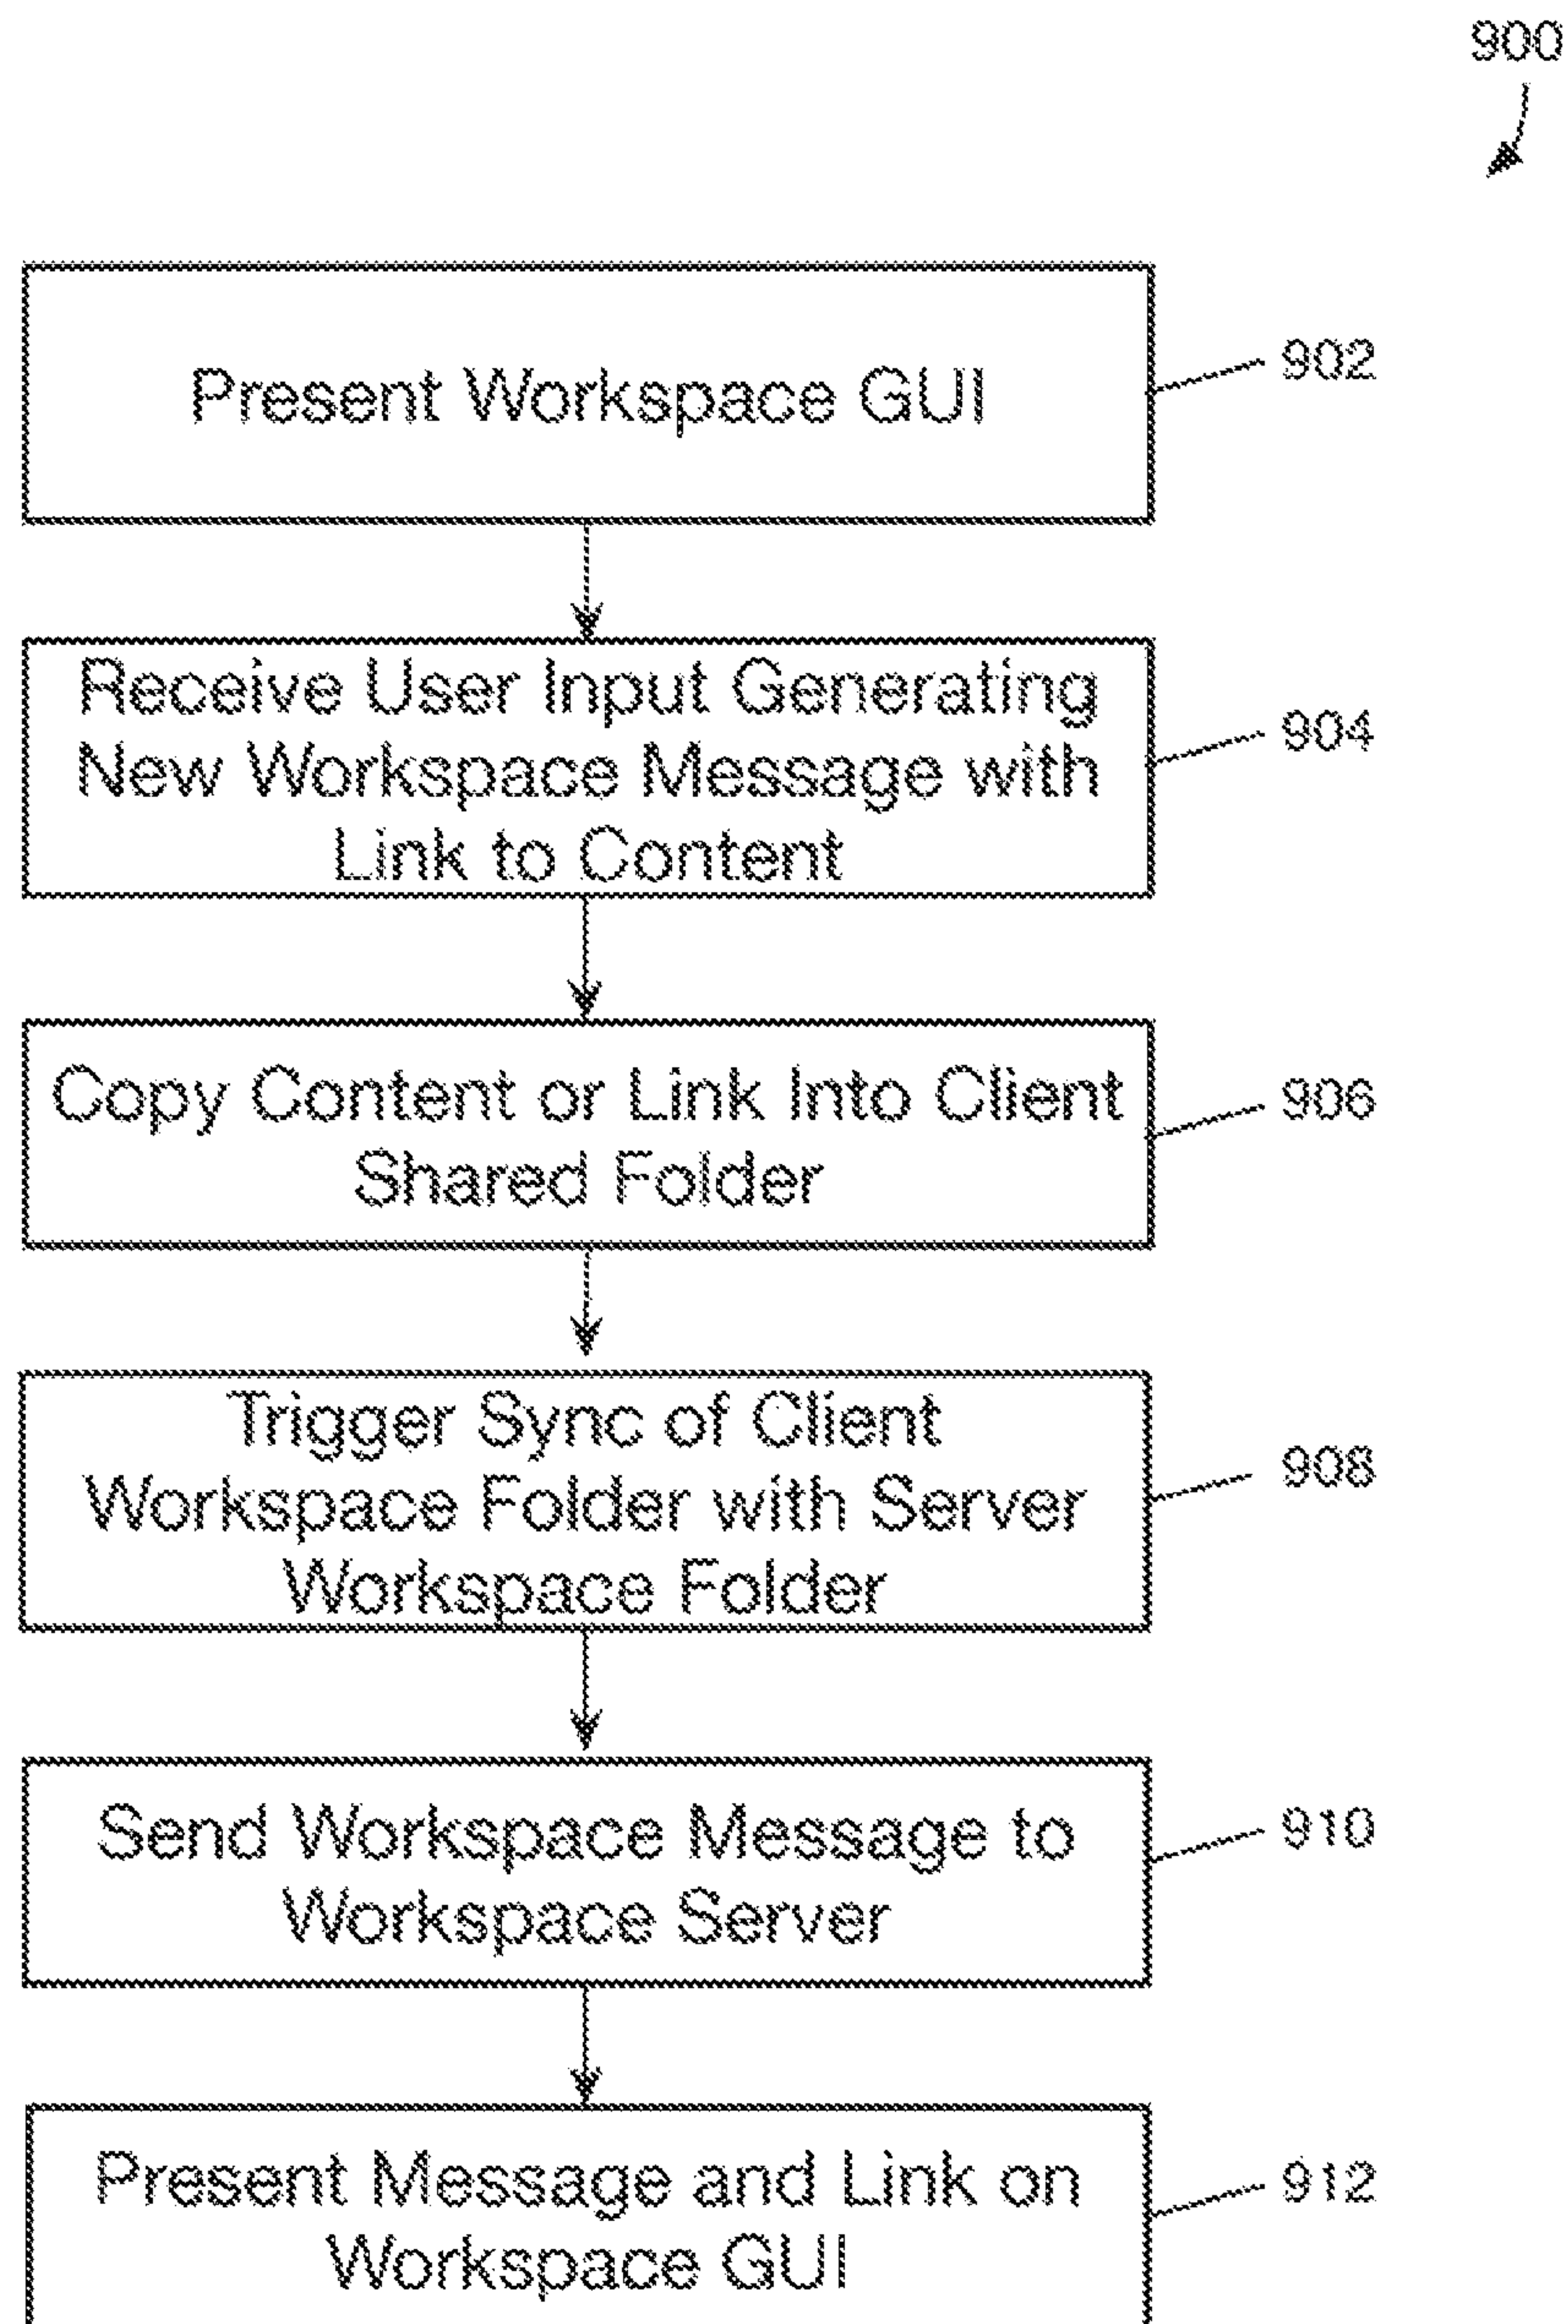 900
Present Workspace GUI
902
Receive User Input Generating
New Workspace Message with
Link to Content
904
Copy Content or Link Into Client
Shared Folder
906
Trigger Sync of Client
Workspace Folder with Server
Workspace Folder
908
Send Workspace Message to
Workspace Server
910
Present Message and Link on
Workspace GUI
912